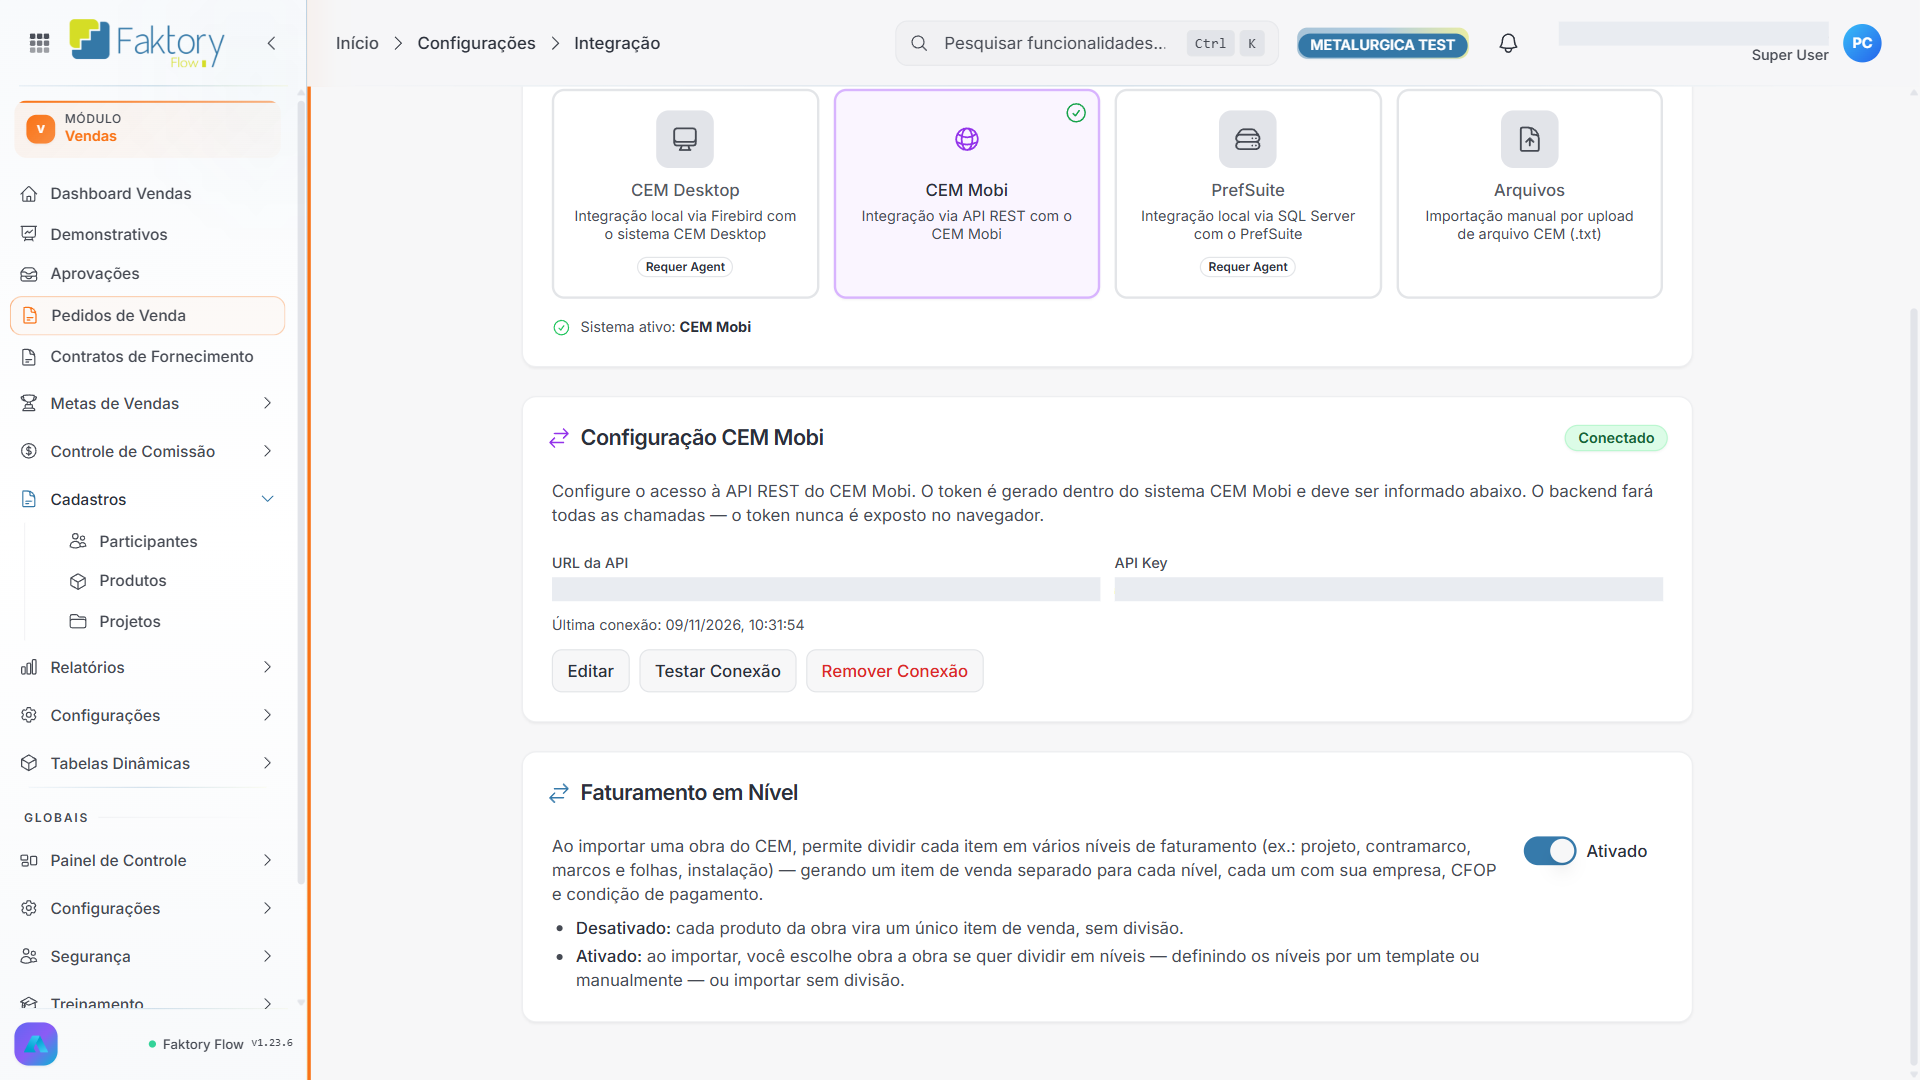 Faktory
Flow
Início
Configurações
Integração
Pesquisar funcionalidades...
Ctrl
K
METALURGICA TEST
Super User
PC
V
MÓDULO
Vendas
Dashboard Vendas
Demonstrativos
Aprovações
Pedidos de Venda
Contratos de Fornecimento
Metas de Vendas
Controle de Comissão
Cadastros
Participantes
Produtos
Projetos
Relatórios
Configurações
Tabelas Dinâmicas
GLOBAIS
Painel de Controle
Configurações
Segurança
Treinamento
Faktory Flow v1.23.6
CEM Desktop
Integração local via Firebird com
o sistema CEM Desktop
Requer Agent
CEM Mobi
Integração via API REST com o
CEM Mobi
PrefSuite
Integração local via SQL Server
com o PrefSuite
Requer Agent
Arquivos
Importação manual por upload
de arquivo CEM (.txt)
Sistema ativo: CEM Mobi
Configuração CEM Mobi
Conectado
Configure o acesso à API REST do CEM Mobi. O token é gerado dentro do sistema CEM Mobi e deve ser informado abaixo. O backend fará
todas as chamadas — o token nunca é exposto no navegador.
URL da API
API Key
Última conexão: 09/11/2026, 10:31:54
Editar
Testar Conexão
Remover Conexão
Faturamento em Nível
Ao importar uma obra do CEM, permite dividir cada item em vários níveis de faturamento (ex.: projeto, contramarco,
marcos e folhas, instalação) — gerando um item de venda separado para cada nível, cada um com sua empresa, CFOP
e condição de pagamento.
Ativado
• Desativado: cada produto da obra vira um único item de venda, sem divisão.
• Ativado: ao importar, você escolhe obra a obra se quer dividir em níveis — definindo os níveis por um template ou
manualmente — ou importar sem divisão.